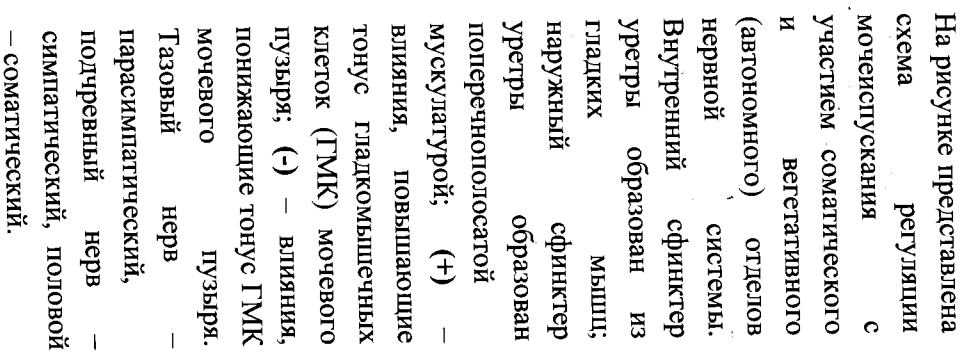 На рисунке представлена
схема регуляции
мочеиспускания с
участием соматического
и вегетативного
(автономного) отделов
нервной системы.
Внутренний сфинктер
уретры образован из
гладких мышц;
наружный сфинктер
уретры образован
поперечнополосатой
мускулатурой; (+) –
влияния, повышающие
тонус гладкомышечных
клеток (ГМК) мочевого
пузыря; (-) – влияния,
понижающие тонус ГМК
мочевого пузыря.
Тазовый нерв –
парасимпатический,
подчревный нерв –
симпатический, половой
– соматический.